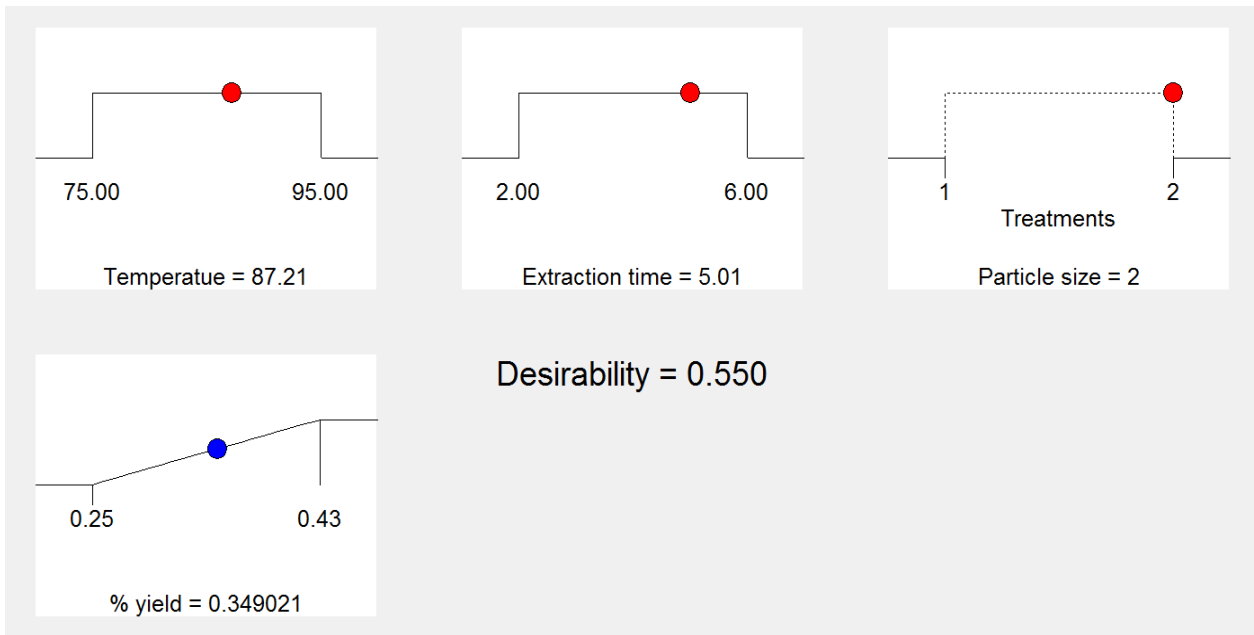 75.00 95.00
Temperatue = 87.21
2.00 6.00
Extraction time = 5.01
1 2
Treatments
Particle size = 2
Desirability = 0.550
0.25 0.43
% yield = 0.349021